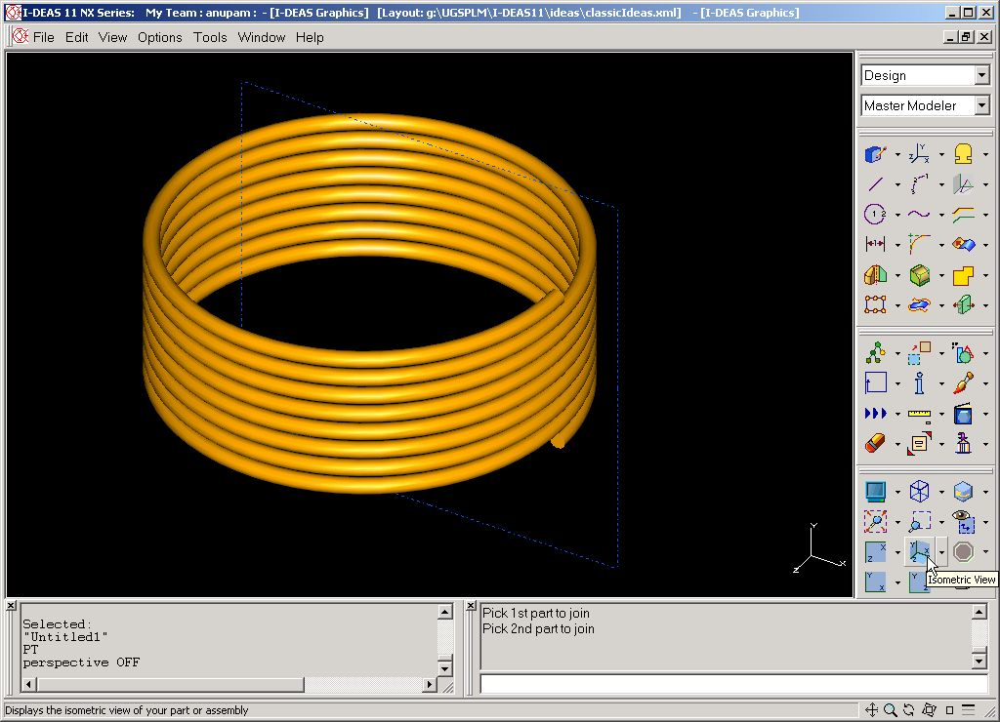 I-DEAS 11 NX Series:   My Team : anupam :  - [I-DEAS Graphics]   [Layout: g:\UGSPLM\I-DEAS11\ideas\classicIdeas.xml]   - [I-DEAS Graphics]
File Edit View Options Tools Window Help
Design
Master Modeler
Isometric View
Y
X
Z
Selected:
"Untitled1"
PT
perspective OFF
Pick 1st part to join
Pick 2nd part to join
Displays the isometric view of your part or assembly